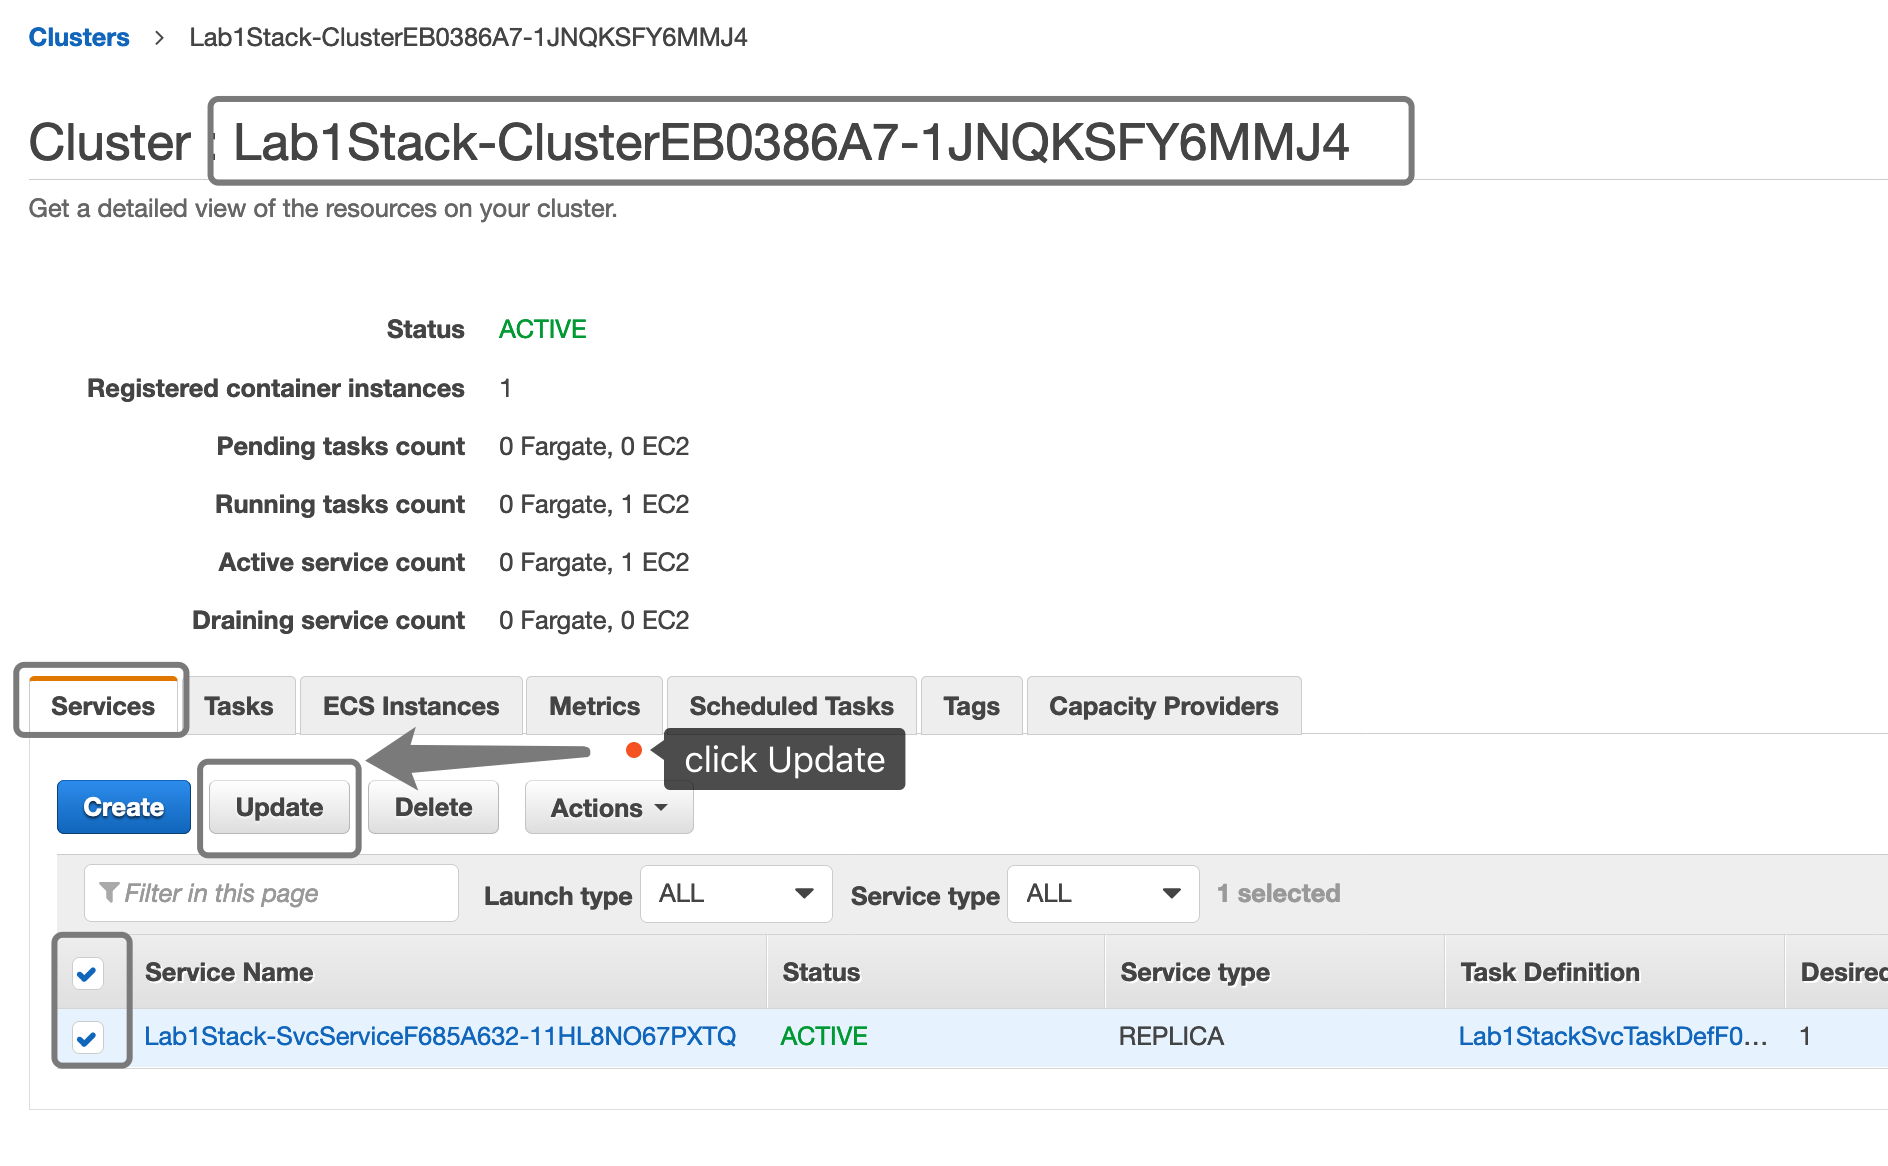 Clusters > Lab1Stack-ClusterEB0386A7-1JNQKSFY6MMJ4
Cluster : Lab1Stack-ClusterEB0386A7-1JNQKSFY6MMJ4
Get a detailed view of the resources on your cluster.
Status ACTIVE
Registered container instances 1
Pending tasks count 0 Fargate, 0 EC2
Running tasks count 0 Fargate, 1 EC2
Active service count 0 Fargate, 1 EC2
Draining service count 0 Fargate, 0 EC2
Services Tasks ECS Instances Metrics Scheduled Tasks Tags Capacity Providers
click Update
Create Update Delete Actions
Filter in this page Launch type ALL Service type ALL 1 selected
Service Name Status Service type Task Definition Desired
Lab1Stack-SvcServiceF685A632-11HL8NO67PXTQ ACTIVE REPLICA Lab1StackSvcTaskDefF0... 1